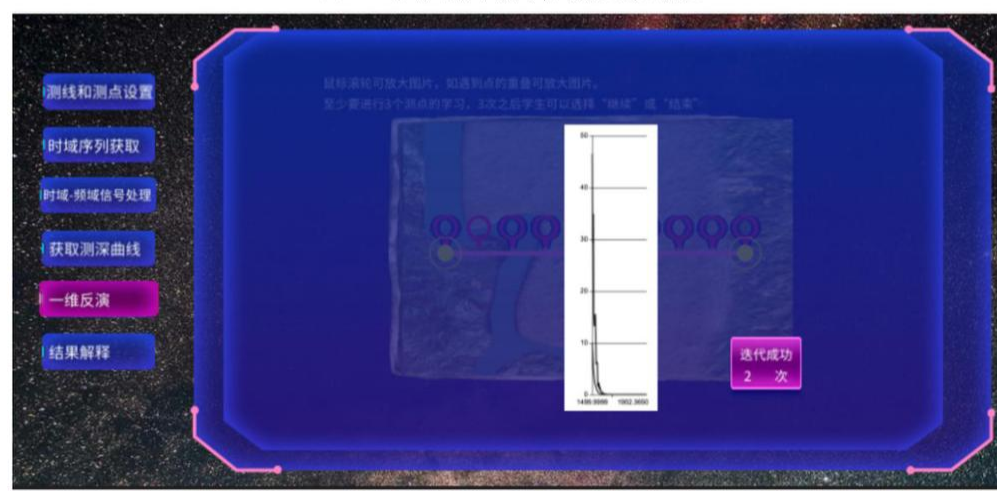 测线和测点设置
时域序列获取
时域-频域信号处理
获取测深曲线
一维反演
结果解释
鼠标滚轮可放大图片，如遇到点的重叠可放大图片。
至少要进行3个测点的学习，3次之后学生可以选择“继续”或“结束”
50
40
30
20
10
0
迭代成功
2 次